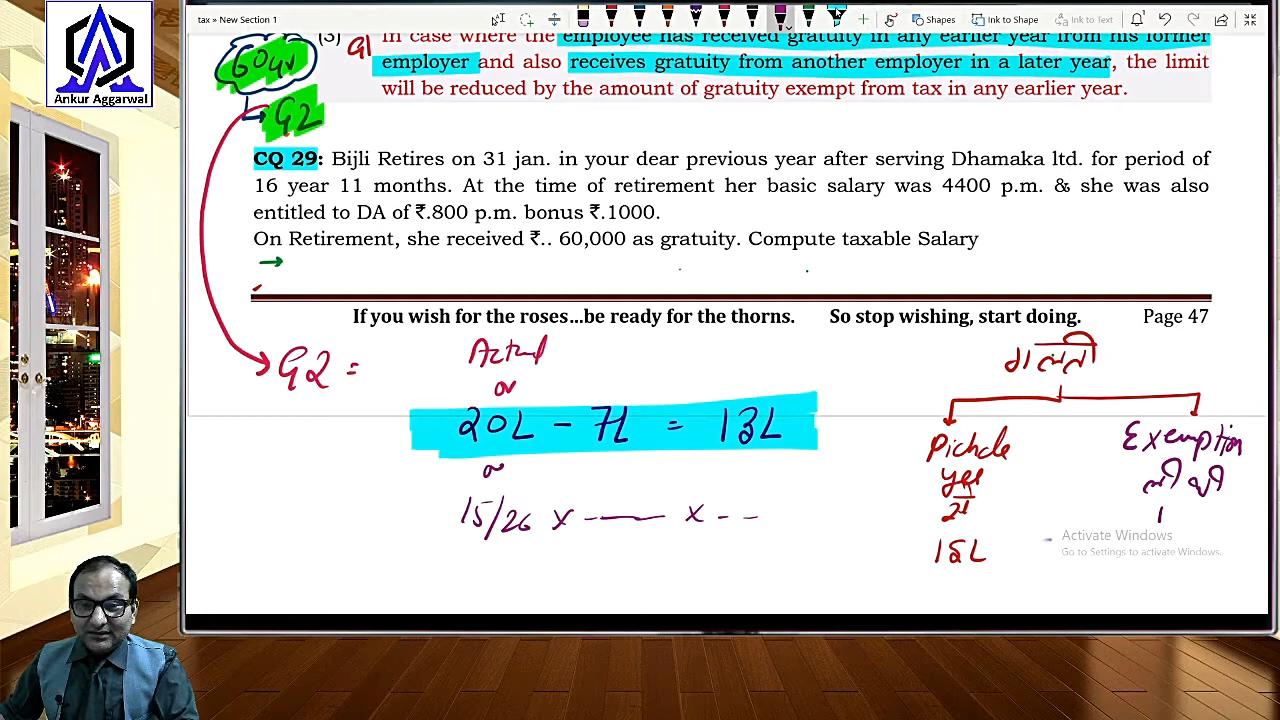 tax » New Section 1
Shapes
Ink to Shape
Ink to Text
Ankur Aggarwal
(3)
G1
In case where the employee has received gratuity in any earlier year from his former
employer and also receives gratuity from another employer in a later year, the limit
will be reduced by the amount of gratuity exempt from tax in any earlier year.
G2
CQ 29: Bijli Retires on 31 jan. in your dear previous year after serving Dhamaka ltd. for period of
16 year 11 months. At the time of retirement her basic salary was 4400 p.m. & she was also
entitled to DA of ₹.800 p.m. bonus ₹.1000.
On Retirement, she received ₹.. 60,000 as gratuity. Compute taxable Salary
If you wish for the roses...be ready for the thorns. So stop wishing, start doing. Page 47
G2 =
Actual
or
20L - 7L = 13L
or
15/26 x - —— x - -
गलती
Pichde
year
Exemption
ली थी
Activate Windows
Go to Settings to activate Windows.